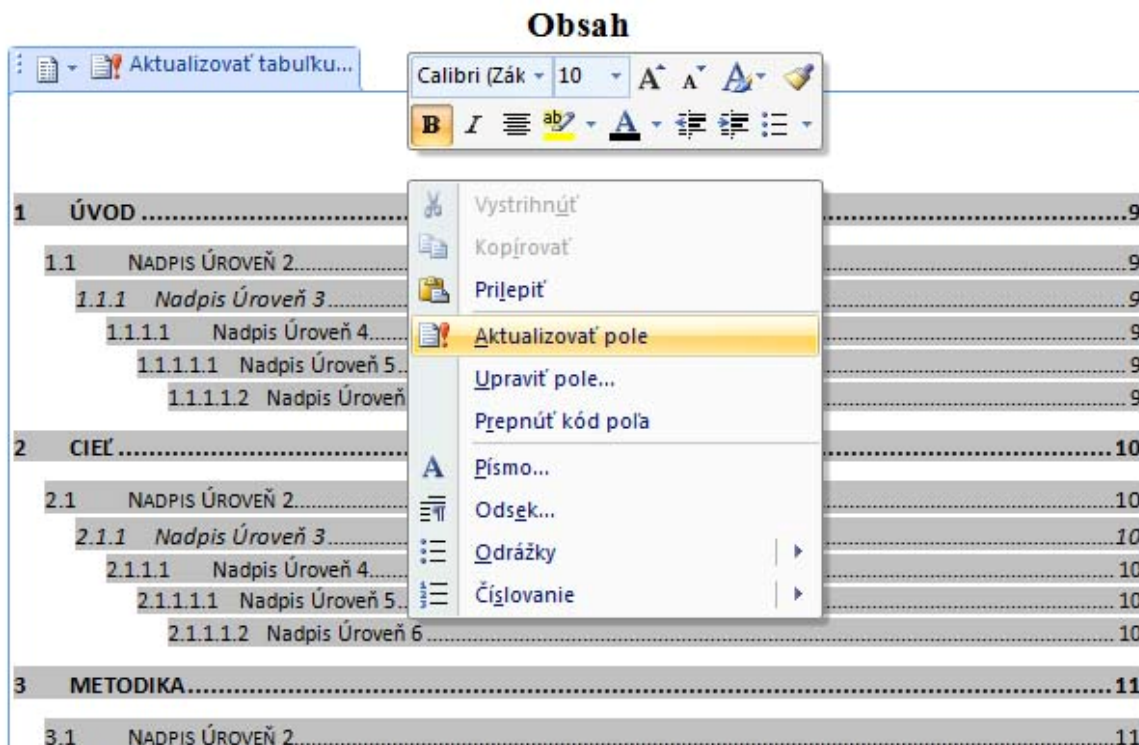 Obsah
Aktualizovať tabuľku...
Calibri (Zák 10
1 ÚVOD 9
1.1 NADPIS ÚROVEŇ 2 9
1.1.1 Nadpis Úroveň 3 9
1.1.1.1 Nadpis Úroveň 4 9
1.1.1.1.1 Nadpis Úroveň 5 9
1.1.1.1.2 Nadpis Úroveň 9
2 CIEĽ 10
2.1 NADPIS ÚROVEŇ 2 10
2.1.1 Nadpis Úroveň 3 10
2.1.1.1 Nadpis Úroveň 4 10
2.1.1.1.1 Nadpis Úroveň 5 10
2.1.1.1.2 Nadpis Úroveň 6 10
3 METODIKA 11
3.1 NADPIS ÚROVEŇ 2 11
Vystrihnúť
Kopírovať
Prilepiť
Aktualizovať pole
Upraviť pole...
Prepnúť kód poľa
Písmo...
Odsek...
Odrážky
Číslovanie